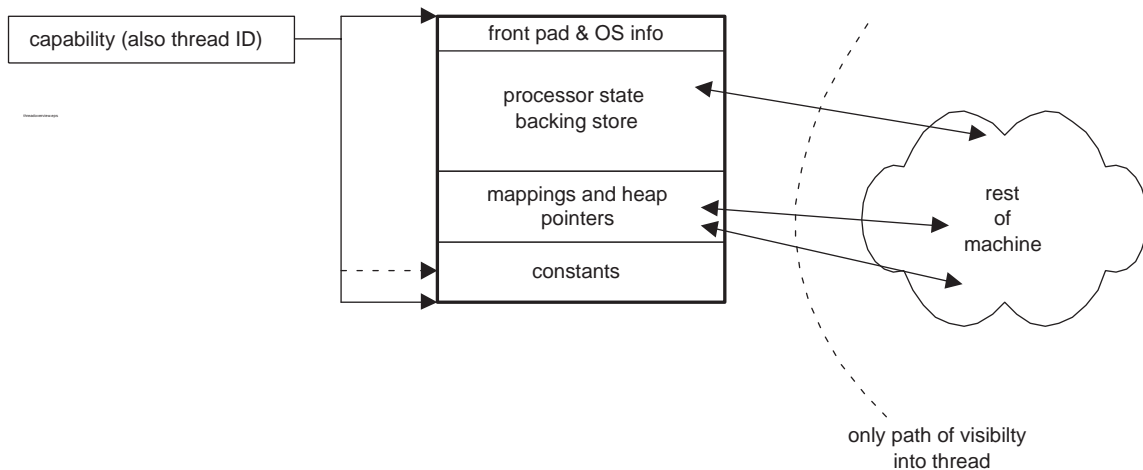 capability (also thread ID)
front pad & OS info
processor state
backing store
mappings and heap
pointers
constants
rest
of
machine
only path of visibilty
into thread